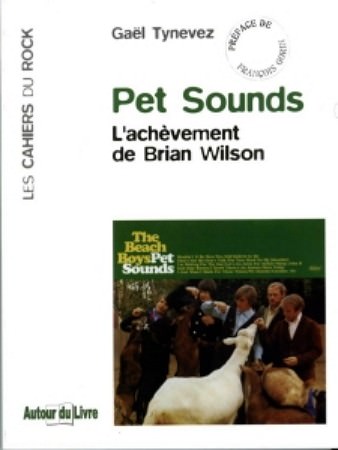 Gaël Tynevez
PRÉFACE DE
FRANÇOIS GORIN
LES CAHIERS DU ROCK
Pet Sounds
L'achèvement
de Brian Wilson
The
Beach
Boys Pet
Sounds
Autour du Livre